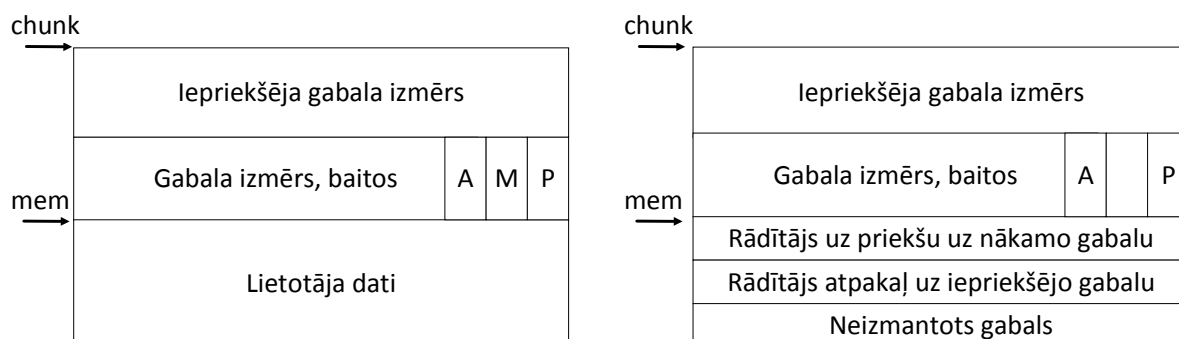 chunk
Iepriekšēja gabala izmērs
Gabala izmērs, baitos A M P
mem
Lietotāja dati
chunk
Iepriekšēja gabala izmērs
Gabala izmērs, baitos A P
mem
Rādītājs uz priekšu uz nākamo gabalu
Rādītājs atpakaļ uz iepriekšējo gabalu
Neizmantots gabals